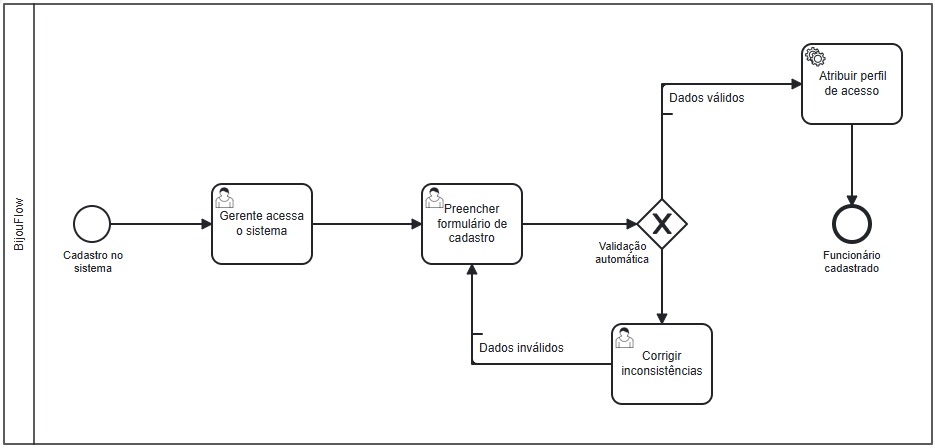 BijouFlow
Cadastro no
sistema
Gerente acessa
o sistema
Preencher
formulário de
cadastro
Validação
automática
Dados válidos
Atribuir perfil
de acesso
Funcionário
cadastrado
Dados inválidos
Corrigir
inconsistências